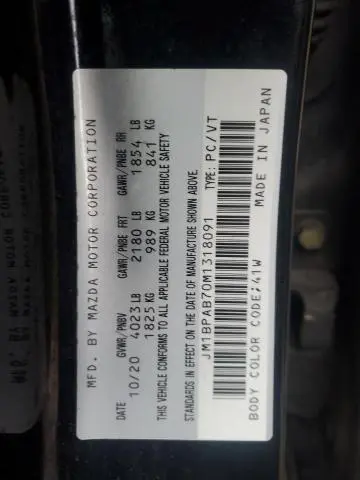 MFD. BY MAZDA MOTOR CORPORATION
DATE GVWR/PNBV GAWR/PNBE FRT GAWR/PNBE RR
10/20 4023 LB 2180 LB 1854 LB
1825 KG 989 KG 841 KG
THIS VEHICLE CONFORMS TO ALL APPLICABLE FEDERAL MOTOR VEHICLE SAFETY
STANDARDS IN EFFECT ON THE DATE OF MANUFACTURE SHOWN ABOVE.
JM1BPAB70M1318091 TYPE: PC/VT
BODY COLOR CODE;41W MADE IN JAPAN